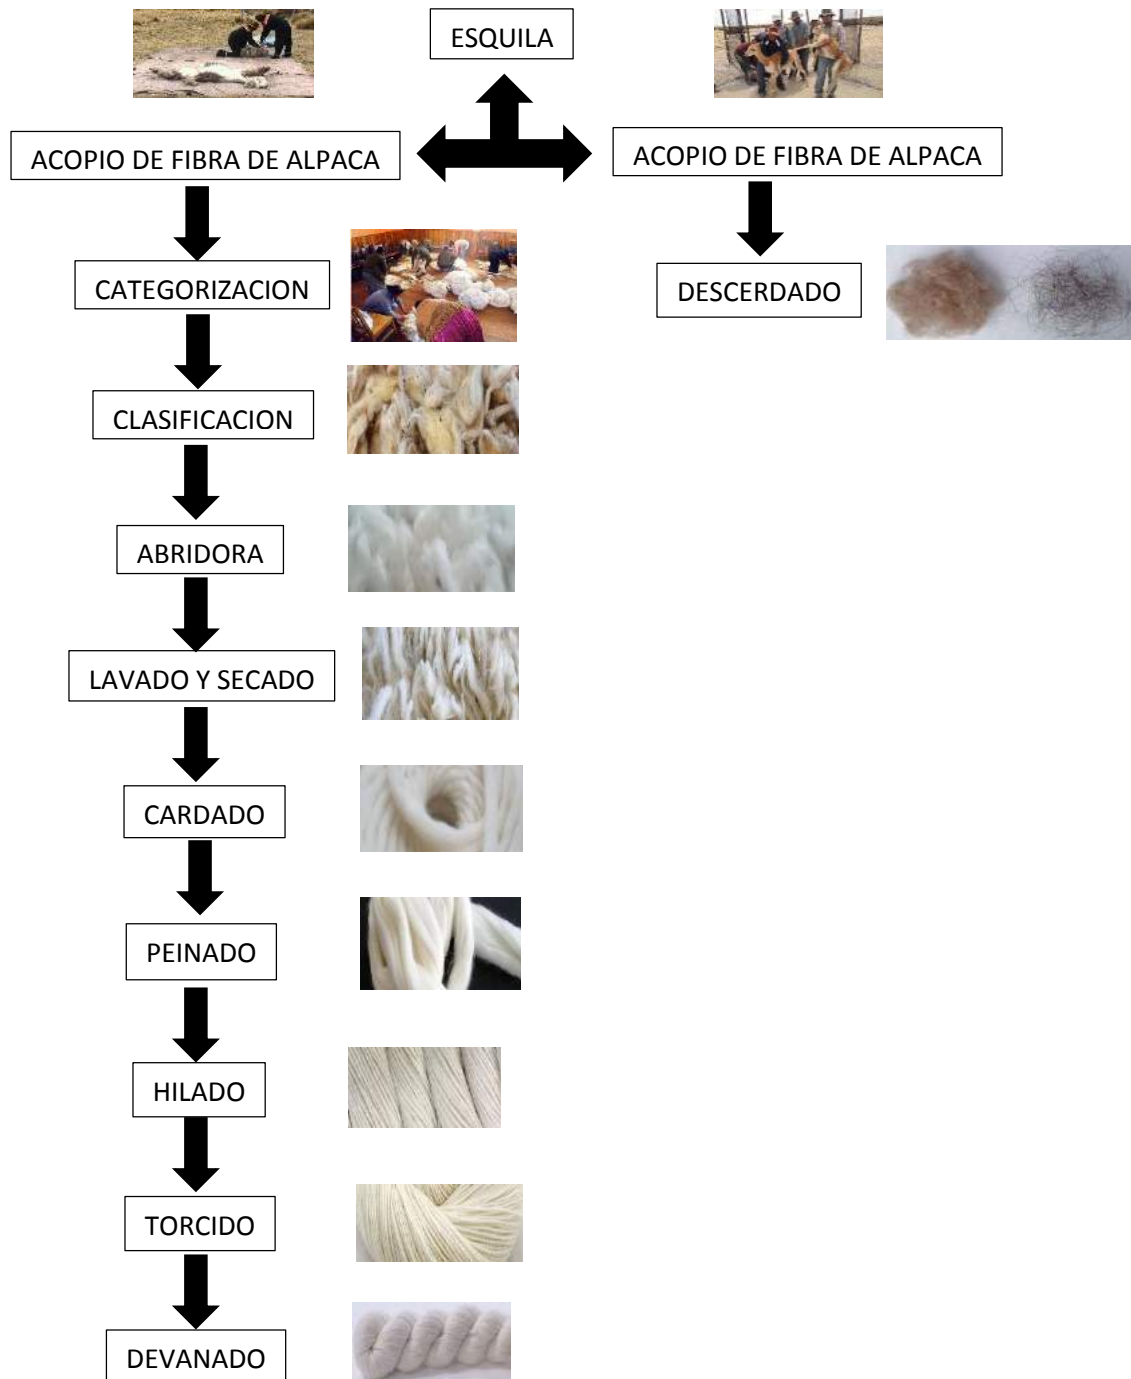 ESQUILA
ACOPIO DE FIBRA DE ALPACA
ACOPIO DE FIBRA DE ALPACA
CATEGORIZACION
DESCERDADO
CLASIFICACION
ABRIDORA
LAVADO Y SECADO
CARDADO
PEINADO
HILADO
TORCIDO
DEVANADO